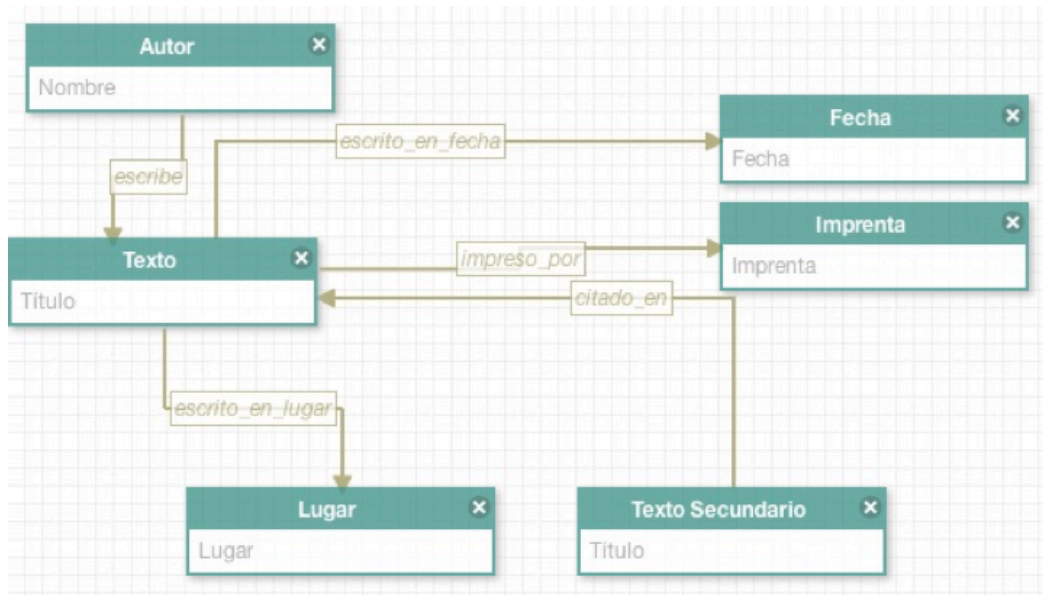 Autor
Nombre
escribe
escrito_en_fecha
Fecha
Fecha
Imprenta
Imprenta
impreso_por
citado_en
Texto
Título
escrito_en_lugar
Lugar
Lugar
Texto Secundario
Título